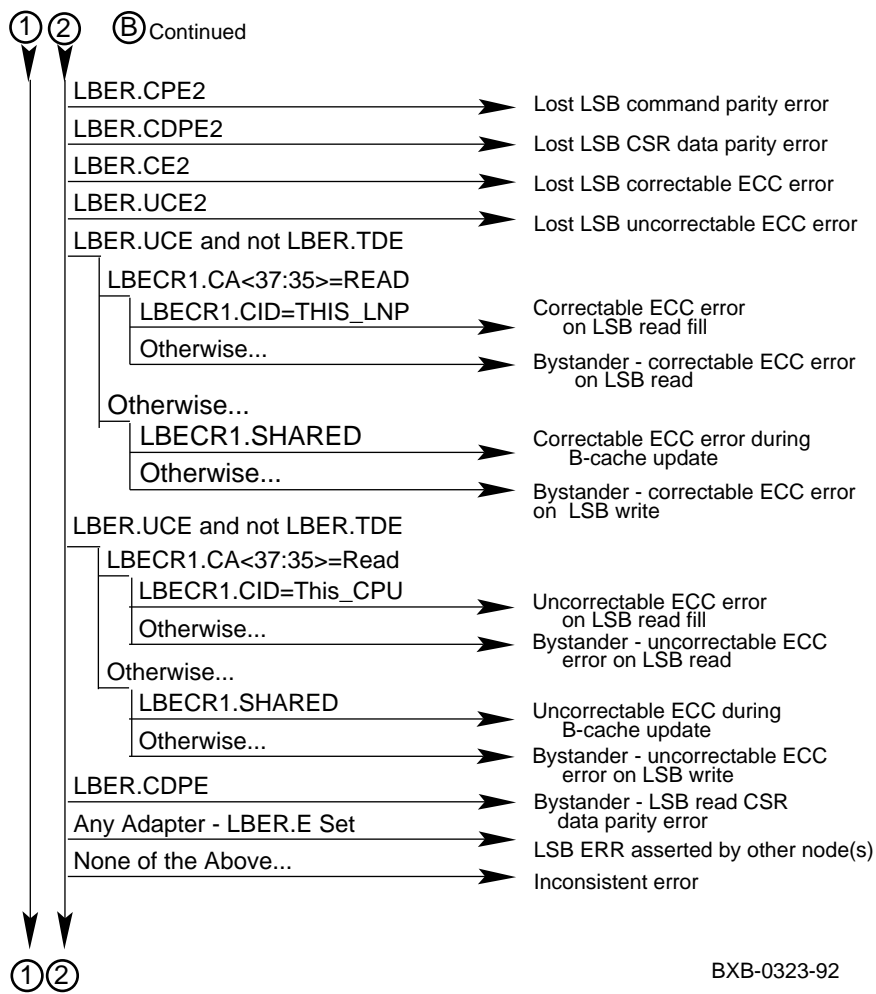 1 2 B Continued
LBER.CPE2
Lost LSB command parity error
LBER.CDPE2
Lost LSB CSR data parity error
LBER.CE2
Lost LSB correctable ECC error
LBER.UCE2
Lost LSB uncorrectable ECC error
LBER.UCE and not LBER.TDE
LBECR1.CA<37:35>=READ
LBECR1.CID=THIS_LNP
Correctable ECC error
on LSB read fill
Otherwise...
Bystander - correctable ECC error
on LSB read
Otherwise...
LBECR1.SHARED
Correctable ECC error during
B-cache update
Otherwise...
Bystander - correctable ECC error
on LSB write
LBER.UCE and not LBER.TDE
LBECR1.CA<37:35>=Read
LBECR1.CID=This_CPU
Uncorrectable ECC error
on LSB read fill
Otherwise...
Bystander - uncorrectable ECC
error on LSB read
Otherwise...
LBECR1.SHARED
Uncorrectable ECC during
B-cache update
Otherwise...
Bystander - uncorrectable ECC
error on LSB write
LBER.CDPE
Bystander - LSB read CSR
data parity error
Any Adapter - LBER.E Set
LSB ERR asserted by other node(s)
None of the Above...
Inconsistent error
1 2
BXB-0323-92